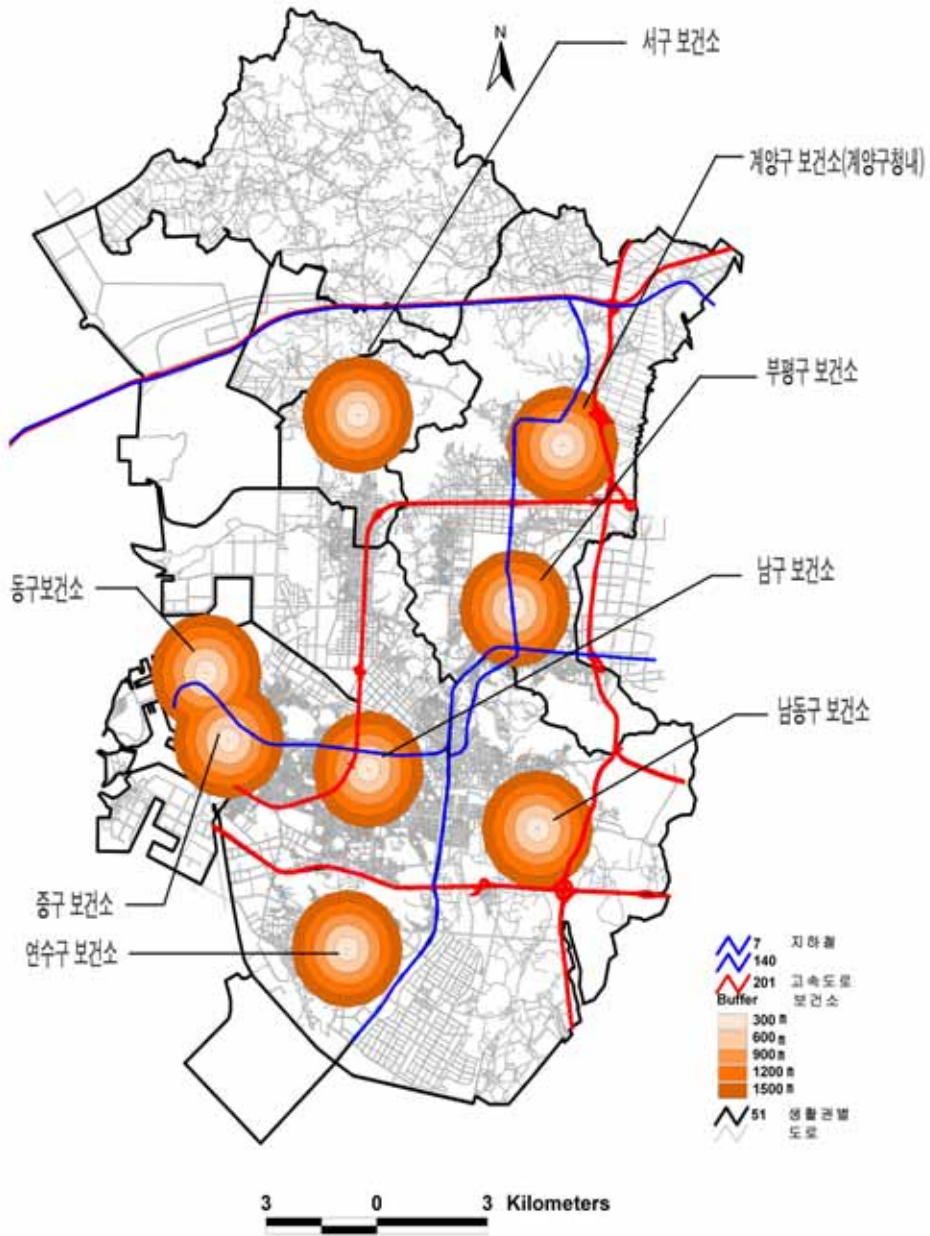 N
서구 보건소
계양구 보건소(계양구청내)
부평구 보건소
동구보건소
남구 보건소
남동구 보건소
중구 보건소
연수구 보건소
7 지하철
140
201 고속도로
Buffer 보건소
300 m
600 m
900 m
1200 m
1500 m
51 생활권별
도로
3 0 3 Kilometers